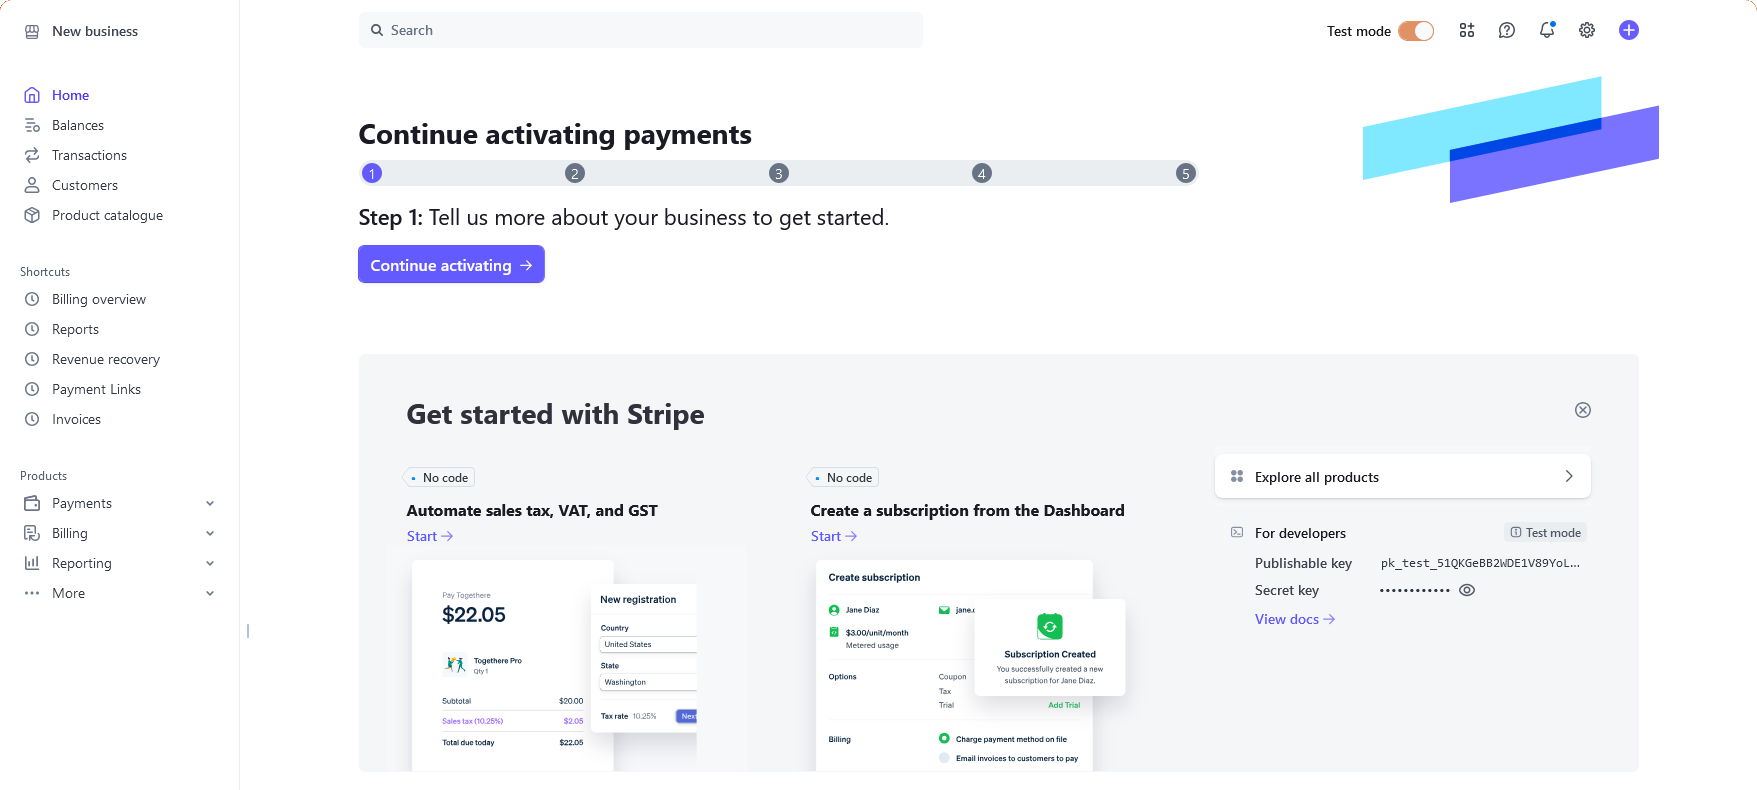 New business
Search
Test mode
Home
Balances
Transactions
Customers
Product catalogue
Shortcuts
Billing overview
Reports
Revenue recovery
Payment Links
Invoices
Products
Payments
Billing
Reporting
More
Continue activating payments
1 2 3 4 5
Step 1: Tell us more about your business to get started.
Continue activating →
Get started with Stripe
No code
Automate sales tax, VAT, and GST
Start →
Pay Togethere
$22.05
Togethere Pro
Qty 1
Subtotal $20.00
Sales tax (10.25%) $2.05
Total due today $22.05
New registration
Country
United States
State
Washington
Tax rate 10.25% Next
No code
Create a subscription from the Dashboard
Start →
Create subscription
Jane Diaz jane.
$3.00/unit/month
Metered usage
Options Coupon
Tax
Trial Add Trial
Subscription Created
You successfully created a new
subscription for Jane Diaz.
Billing Charge payment method on file
Email invoices to customers to pay
Explore all products
For developers Test mode
Publishable key pk_test_51QKGeBB2WDE1V89YoL…
Secret key ••••••••••••
View docs →